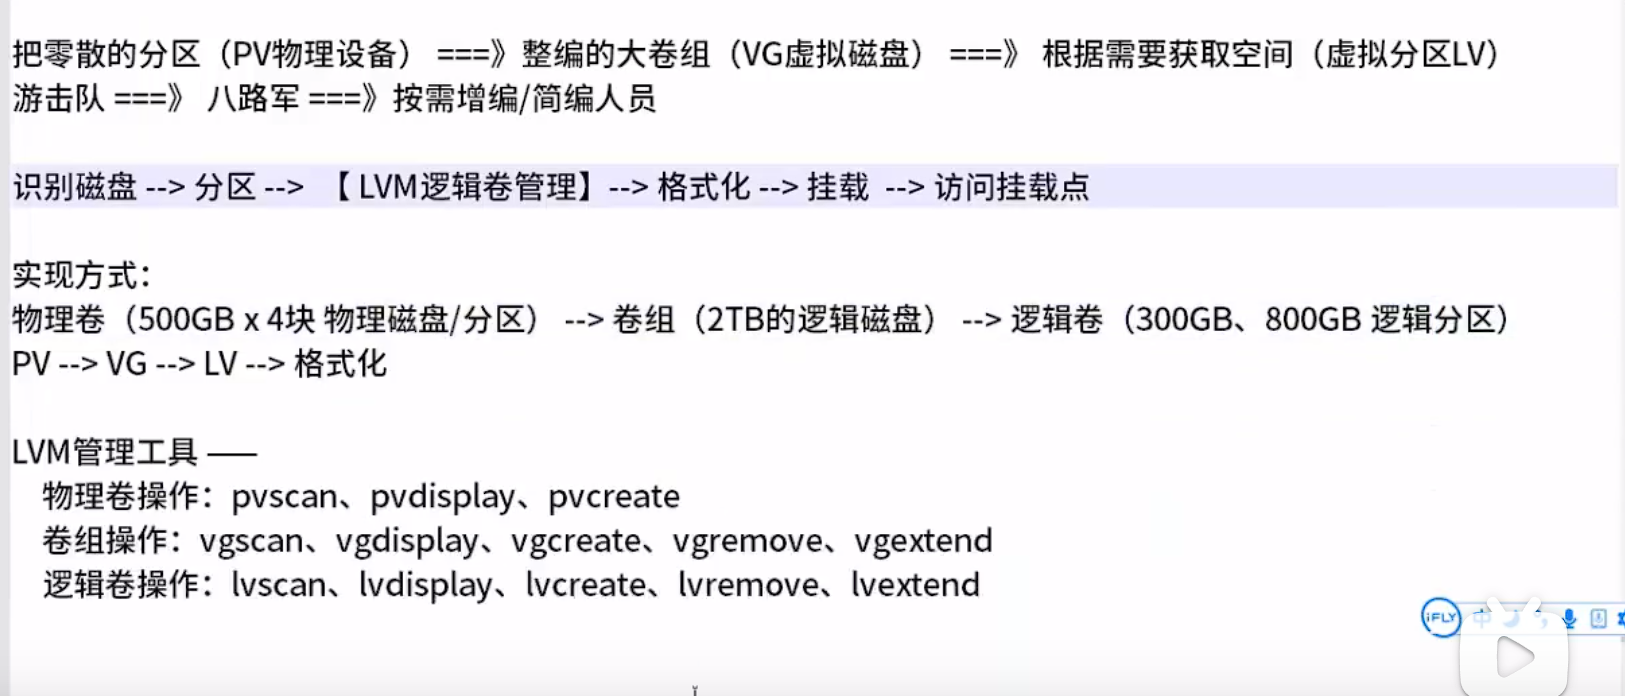 把零散的分区（PV物理设备） ===》整编的大卷组（VG虚拟磁盘） ===》 根据需要获取空间（虚拟分区LV）
游击队 ===》 八路军 ===》按需增编/简编人员
识别磁盘 --> 分区 --> 【 LVM逻辑卷管理】--> 格式化 --> 挂载 --> 访问挂载点
实现方式：
物理卷（500GB x 4块 物理磁盘/分区） --> 卷组（2TB的逻辑磁盘） --> 逻辑卷（300GB、800GB 逻辑分区）
PV --> VG --> LV --> 格式化
LVM管理工具 ——
物理卷操作：pvscan、pvdisplay、pvcreate
卷组操作：vgscan、vgdisplay、vgcreate、vgremove、vgextend
逻辑卷操作：lvscan、lvdisplay、lvcreate、lvremove、lvextend
iFLY 中